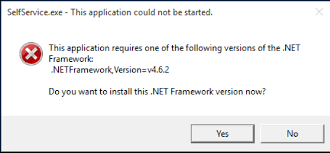 SelfService.exe - This application could not be started.
This application requires one of the following versions of the .NET
Framework:
.NETFramework,Version=v4.6.2
Do you want to install this .NET Framework version now?
Yes
No